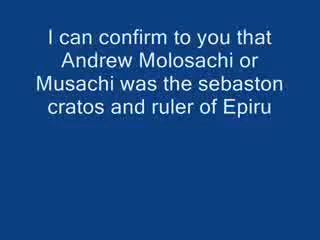 I can confirm to you that
Andrew Molosachi or
Musachi was the sebaston
cratos and ruler of Epiru